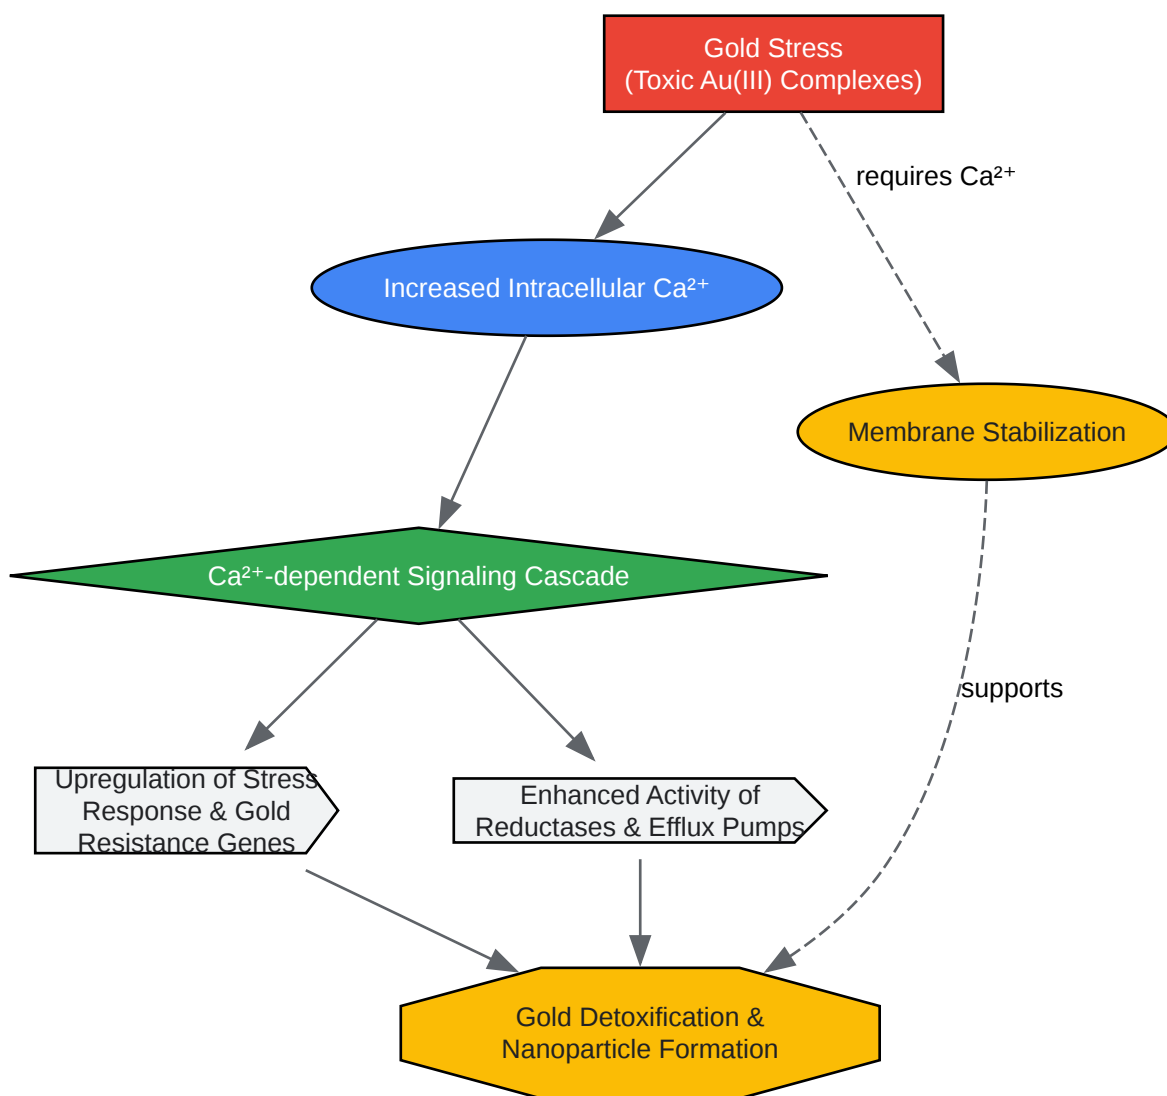 Gold Stress
(Toxic Au(III) Complexes)
requires Ca²⁺
Increased Intracellular Ca²⁺
Membrane Stabilization
Ca²⁺-dependent Signaling Cascade
supports
Upregulation of Stress
Response & Gold
Resistance Genes
Enhanced Activity of
Reductases & Efflux Pumps
Gold Detoxification &
Nanoparticle Formation